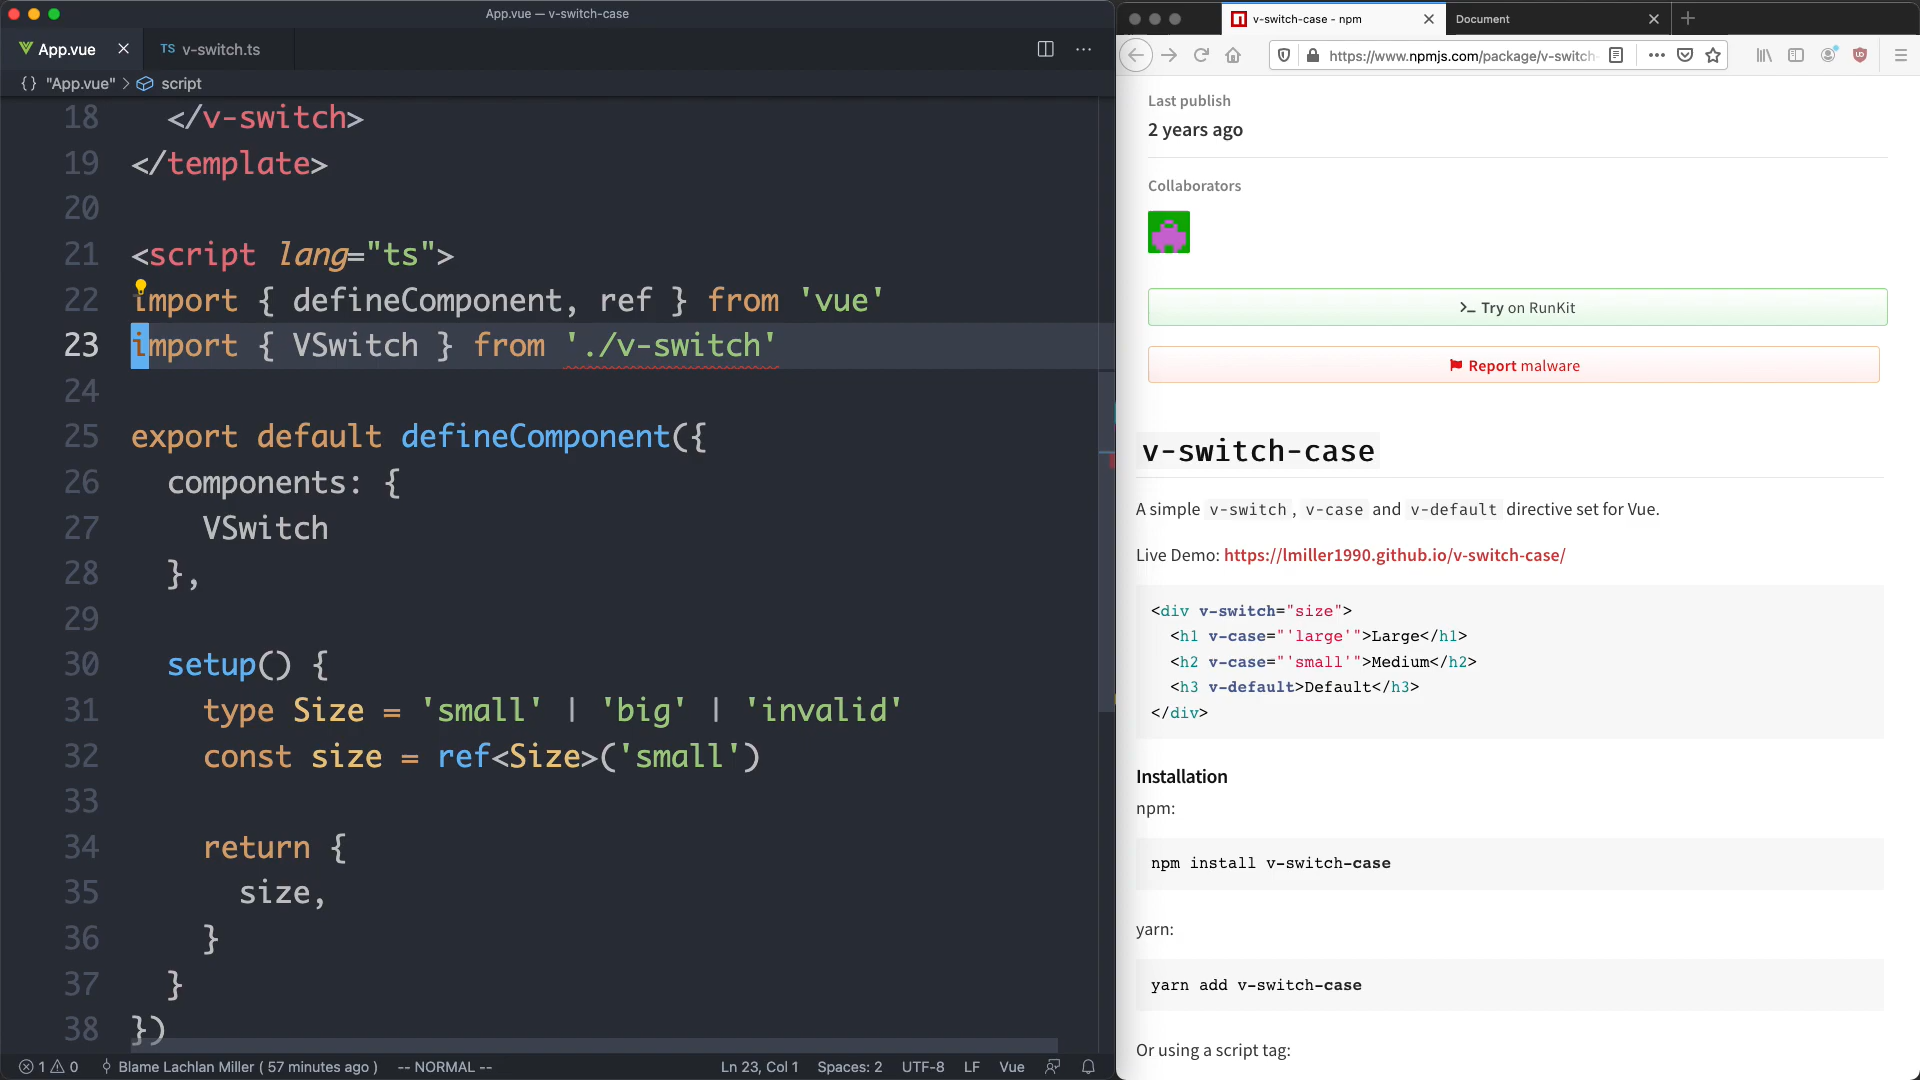 App.vue — v-switch-case
App.vue
TS v-switch.ts
{} "App.vue" > script
18 </v-switch>
19 </template>
20
21 <script lang="ts">
22 import { defineComponent, ref } from 'vue'
23 import { VSwitch } from './v-switch'
24
25 export default defineComponent({
26 components: {
27 VSwitch
28 },
29
30 setup() {
31 type Size = 'small' | 'big' | 'invalid'
32 const size = ref<Size>('small')
33
34 return {
35 size,
36 }
37 }
38 })
1 0 Blame Lachlan Miller ( 57 minutes ago ) -- NORMAL -- Ln 23, Col 1 Spaces: 2 UTF-8 LF Vue
v-switch-case - npm
Document
https://www.npmjs.com/package/v-switch-
Last publish
2 years ago
Collaborators
>_ Try on RunKit
Report malware
v-switch-case
A simple v-switch, v-case and v-default directive set for Vue.
Live Demo: https://lmiller1990.github.io/v-switch-case/
<div v-switch="size">
<h1 v-case="'large'">Large</h1>
<h2 v-case="'small'">Medium</h2>
<h3 v-default>Default</h3>
</div>
Installation
npm:
npm install v-switch-case
yarn:
yarn add v-switch-case
Or using a script tag: